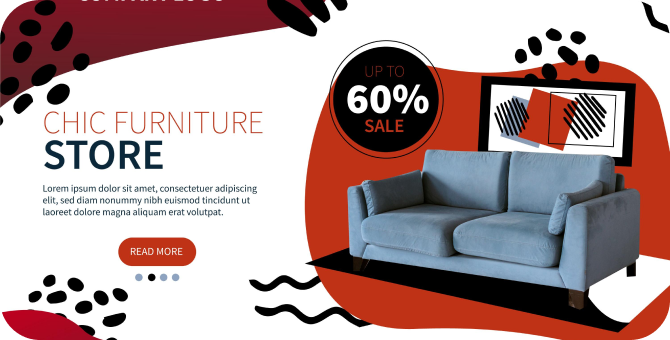 CHIC FURNITURE
STORE
Lorem ipsum dolor sit amet, consectetuer adipiscing
elit, sed diam nonummy nibh euismod tincidunt ut
laoreet dolore magna aliquam erat volutpat.
READ MORE
UP TO
60%
SALE